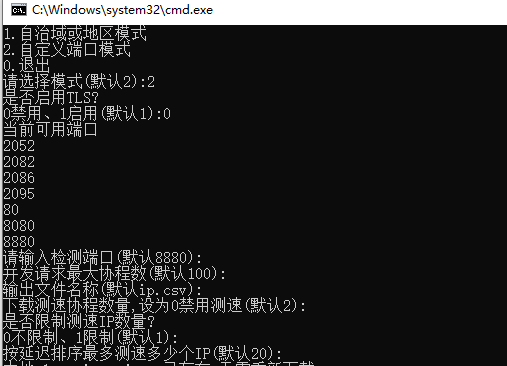 C:\Windows\system32\cmd.exe
1.自治域或地区模式
2.自定义端口模式
0.退出
请选择模式(默认2):2
是否启用TLS?
0禁用、1启用(默认1):0
当前可用端口
2052
2082
2086
2095
80
8080
8880
请输入检测端口(默认8880):
并发请求最大协程数(默认100):
输出文件名称(默认ip.csv):
下载测速协程数量,设为0禁用测速(默认2):
是否限制测速IP数量?
0不限制、1限制(默认1):
按延迟排序最多测速多少个IP(默认20):